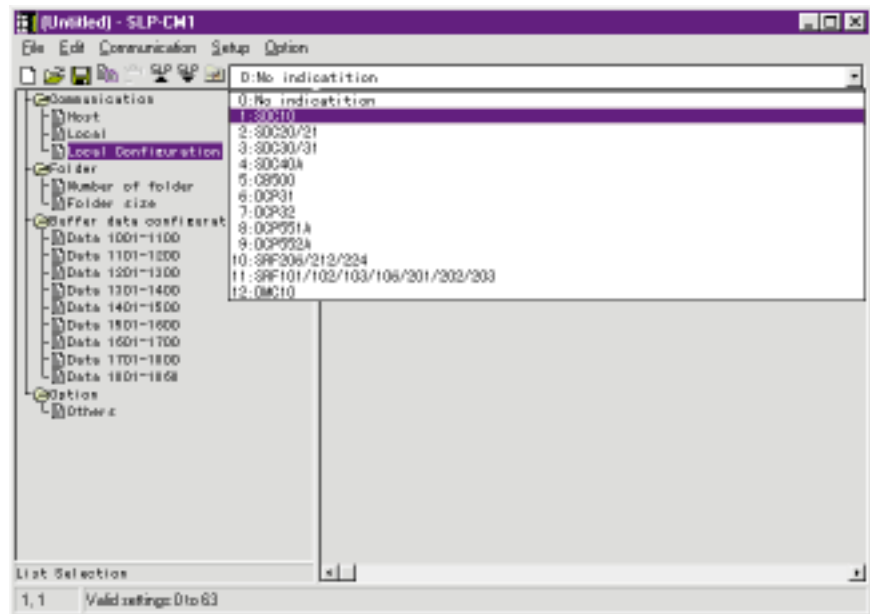 (Untitled) - SLP-CM1
File Edit Communication Setup Option
SLP SLP
0:No indicatition
0:No indicatition
1:SDC10
2:SDC20/21
3:SDC30/31
4:SDC40A
5:CB500
6:DCP31
7:DCP32
8:DCP551A
9:DCP552A
10:SRF206/212/224
11:SRF101/102/103/106/201/202/203
12:DMC10
Communication
Host
Local
Local Configuration
Folder
Number of folder
Folder size
Buffer data configurat
Data 1001-1100
Data 1101-1200
Data 1201-1300
Data 1301-1400
Data 1401-1500
Data 1501-1600
Data 1601-1700
Data 1701-1800
Data 1801-1868
Option
Others
List Selection
1, 1 Valid settings: 0 to 63